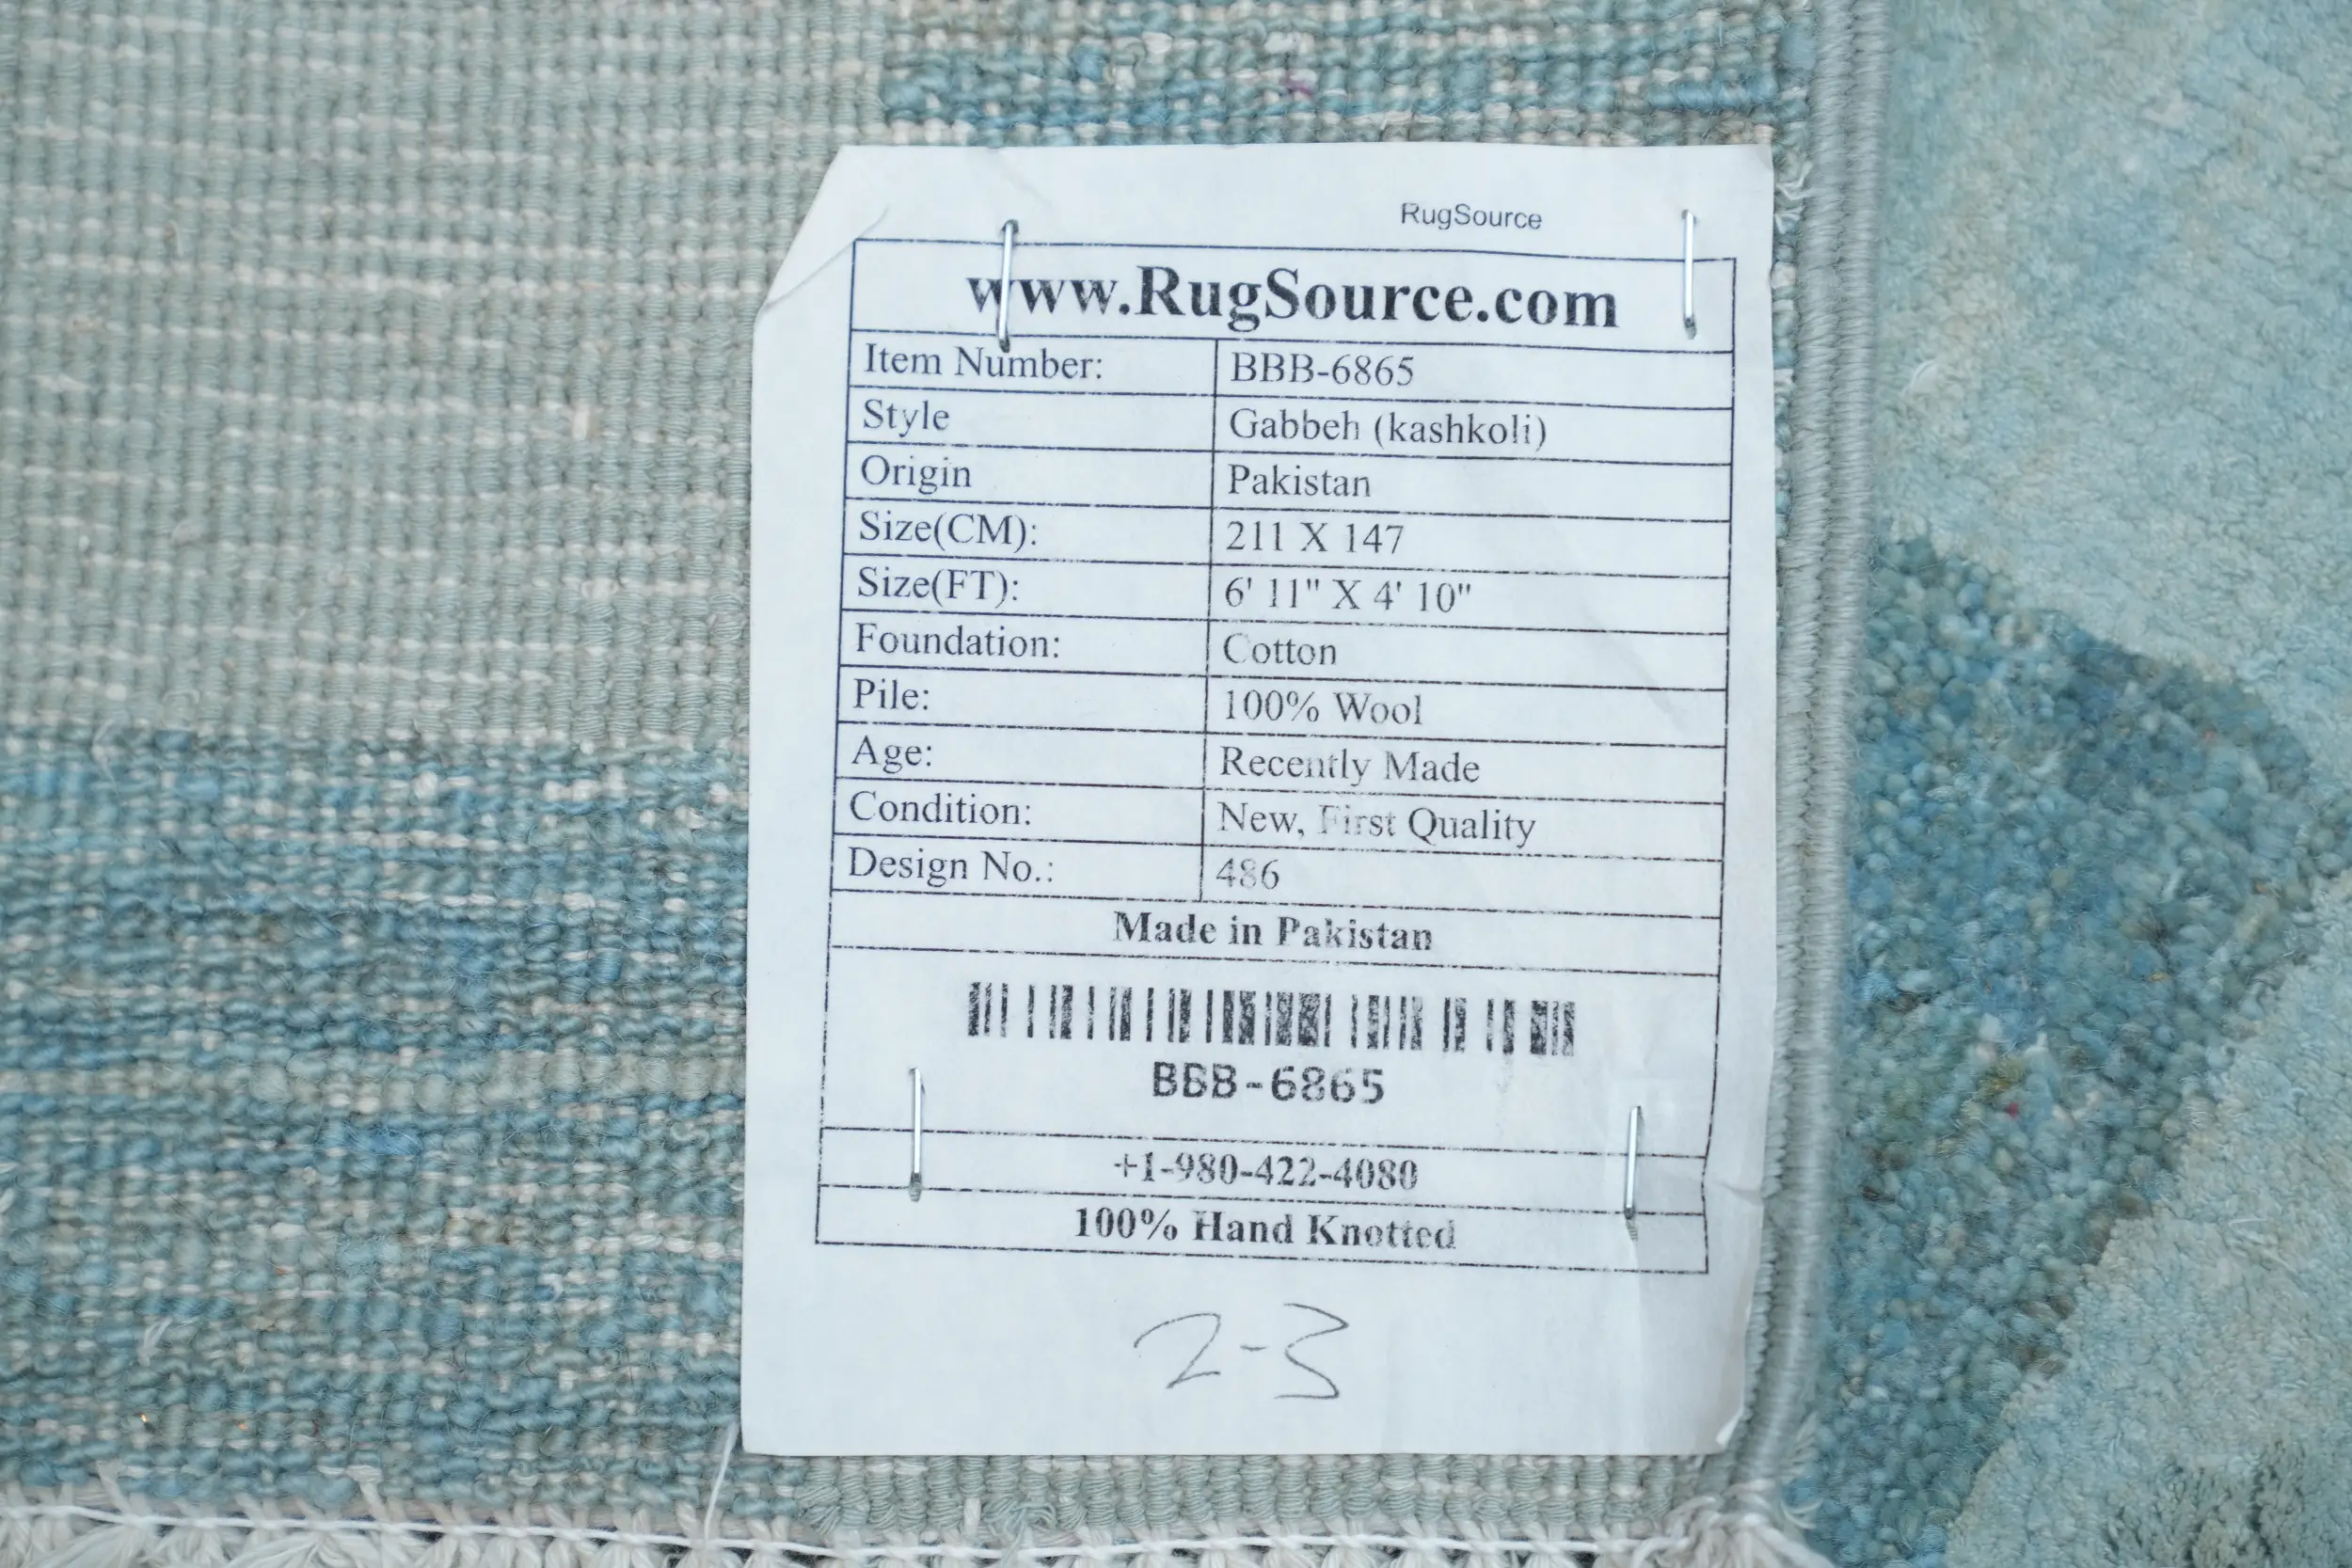 RugSource
www.RugSource.com
Item Number: BBB-6865
Style Gabbeh (kashkoli)
Origin Pakistan
Size(CM): 211 X 147
Size(FT): 6' 11" X 4' 10"
Foundation: Cotton
Pile: 100% Wool
Age: Recently Made
Condition: New, First Quality
Design No.: 486
Made in Pakistan
BBB-6865
+1-980-422-4080
100% Hand Knotted
2-3